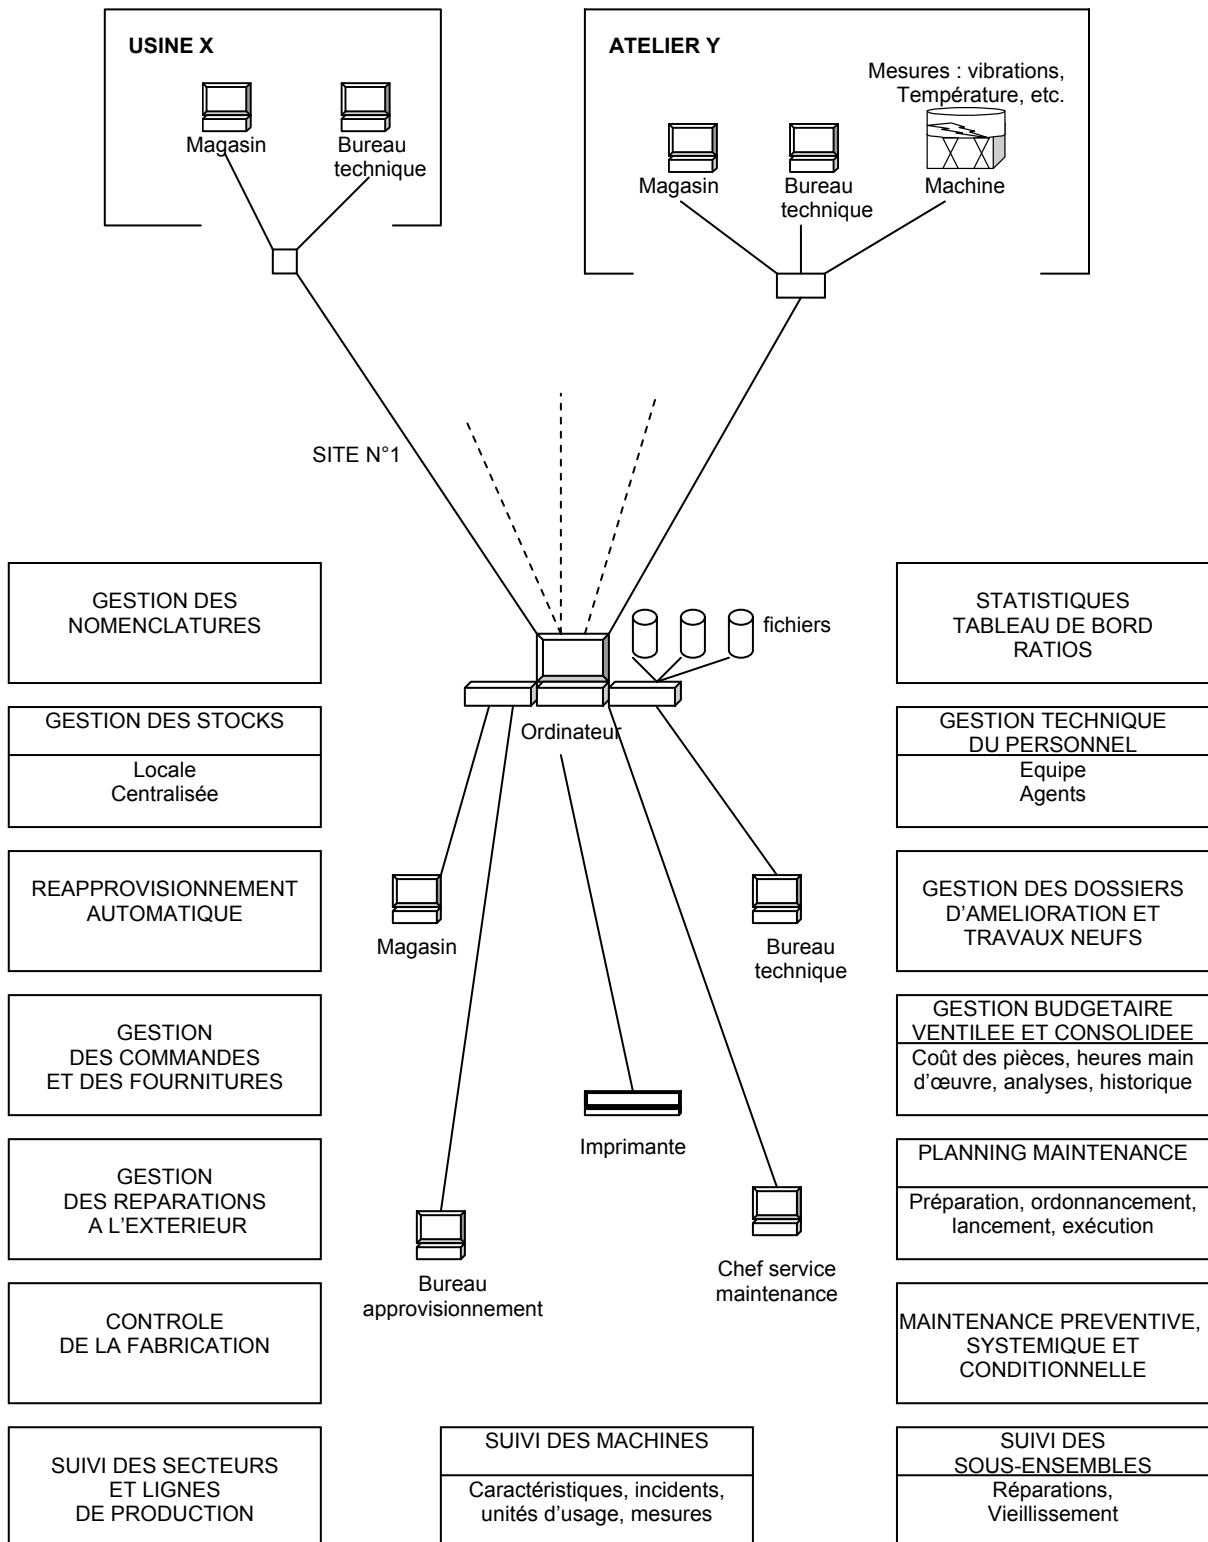 USINE X
Magasin
Bureau
technique
ATELIER Y
Mesures : vibrations,
Température, etc.
Magasin
Bureau
technique
Machine
SITE N°1
GESTION DES
NOMENCLATURES
fichiers
STATISTIQUES
TABLEAU DE BORD
RATIOS
GESTION DES STOCKS
Locale
Centralisée
Ordinateur
GESTION TECHNIQUE
DU PERSONNEL
Equipe
Agents
REAPPROVISIONNEMENT
AUTOMATIQUE
Magasin
Bureau
technique
GESTION DES DOSSIERS
D'AMELIORATION ET
TRAVAUX NEUFS
GESTION
DES COMMANDES
ET DES FOURNITURES
GESTION BUDGETAIRE
VENTILEE ET CONSOLIDEE
Coût des pièces, heures main
d'œuvre, analyses, historique
Imprimante
GESTION
DES REPARATIONS
A L'EXTERIEUR
PLANNING MAINTENANCE
Préparation, ordonnancement,
lancement, exécution
Bureau
approvisionnement
Chef service
maintenance
CONTROLE
DE LA FABRICATION
MAINTENANCE PREVENTIVE,
SYSTEMIQUE ET
CONDITIONNELLE
SUIVI DES SECTEURS
ET LIGNES
DE PRODUCTION
SUIVI DES MACHINES
Caractéristiques, incidents,
unités d'usage, mesures
SUIVI DES
SOUS-ENSEMBLES
Réparations,
Vieillissement